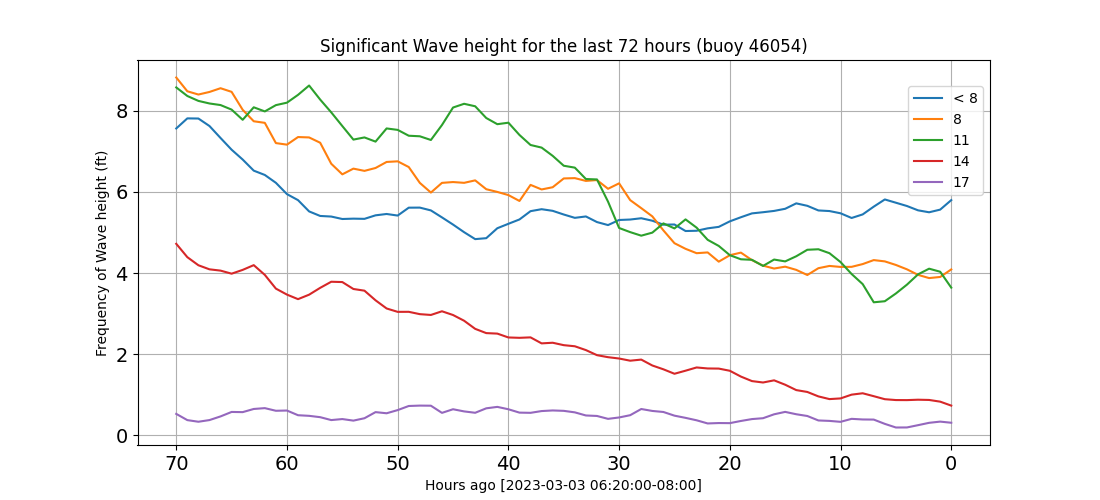 Significant Wave height for the last 72 hours (buoy 46054)
Frequency of Wave height (ft)
8
6
4
2
0
< 8
8
11
14
17
70 60 50 40 30 20 10 0
Hours ago [2023-03-03 06:20:00-08:00]